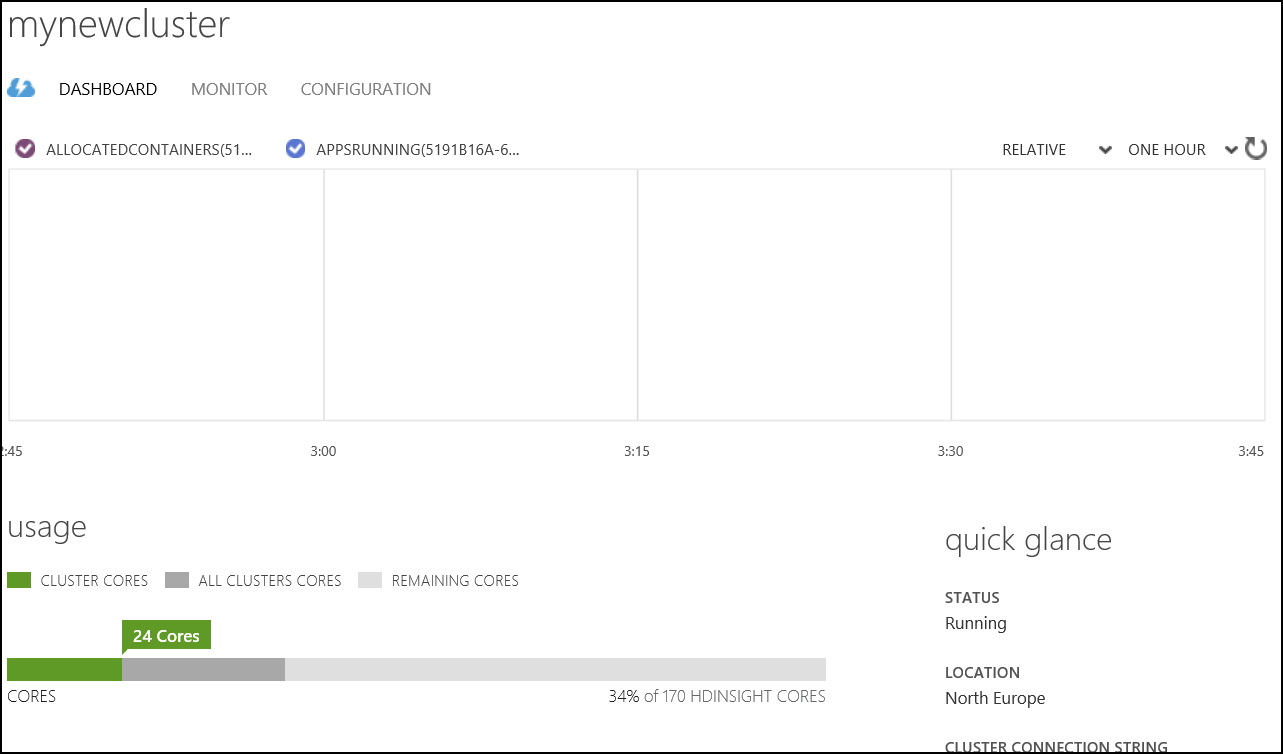 mynewcluster
DASHBOARD MONITOR CONFIGURATION
ALLOCATEDCONTAINERS(51... APPSRUNNING(5191B16A-6... RELATIVE ONE HOUR
:45 3:00 3:15 3:30 3:45
usage
quick glance
CLUSTER CORES ALL CLUSTERS CORES REMAINING CORES
STATUS
Running
24 Cores
CORES 34% of 170 HDINSIGHT CORES
LOCATION
North Europe
CLUSTER CONNECTION STRING